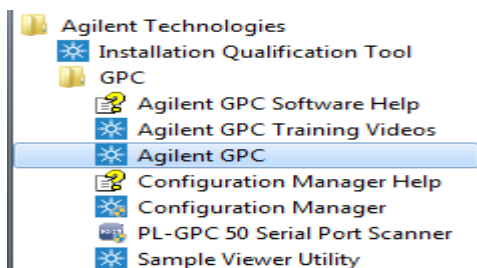 Agilent Technologies
Installation Qualification Tool
GPC
Agilent GPC Software Help
Agilent GPC Training Videos
Agilent GPC
Configuration Manager Help
Configuration Manager
PL-GPC 50 Serial Port Scanner
Sample Viewer Utility